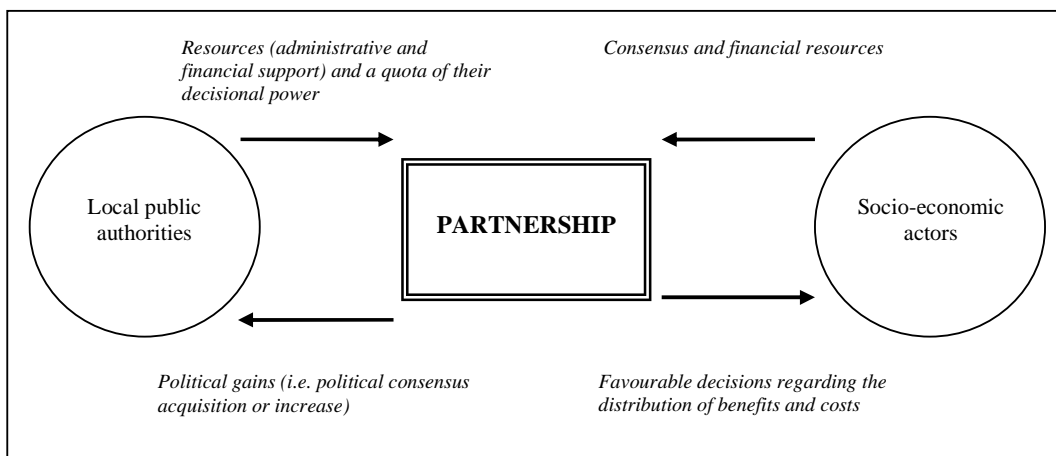 Resources (administrative and
financial support) and a quota of their
decisional power
Consensus and financial resources
Local public
authorities
PARTNERSHIP
Socio-economic
actors
Political gains (i.e. political consensus
acquisition or increase)
Favourable decisions regarding the
distribution of benefits and costs